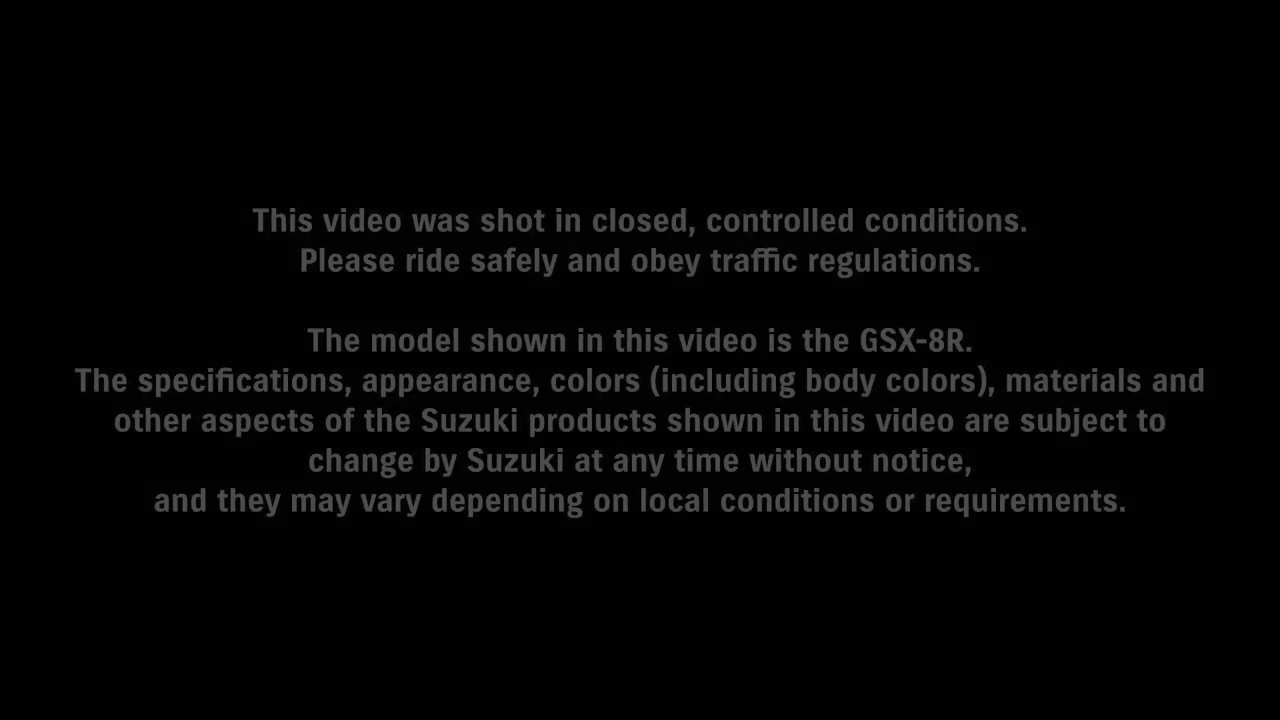 This video was shot in closed, controlled conditions.
Please ride safely and obey traffic regulations.
The model shown in this video is the GSX-8R.
The specifications, appearance, colors (including body colors), materials and
other aspects of the Suzuki products shown in this video are subject to
change by Suzuki at any time without notice,
and they may vary depending on local conditions or requirements.